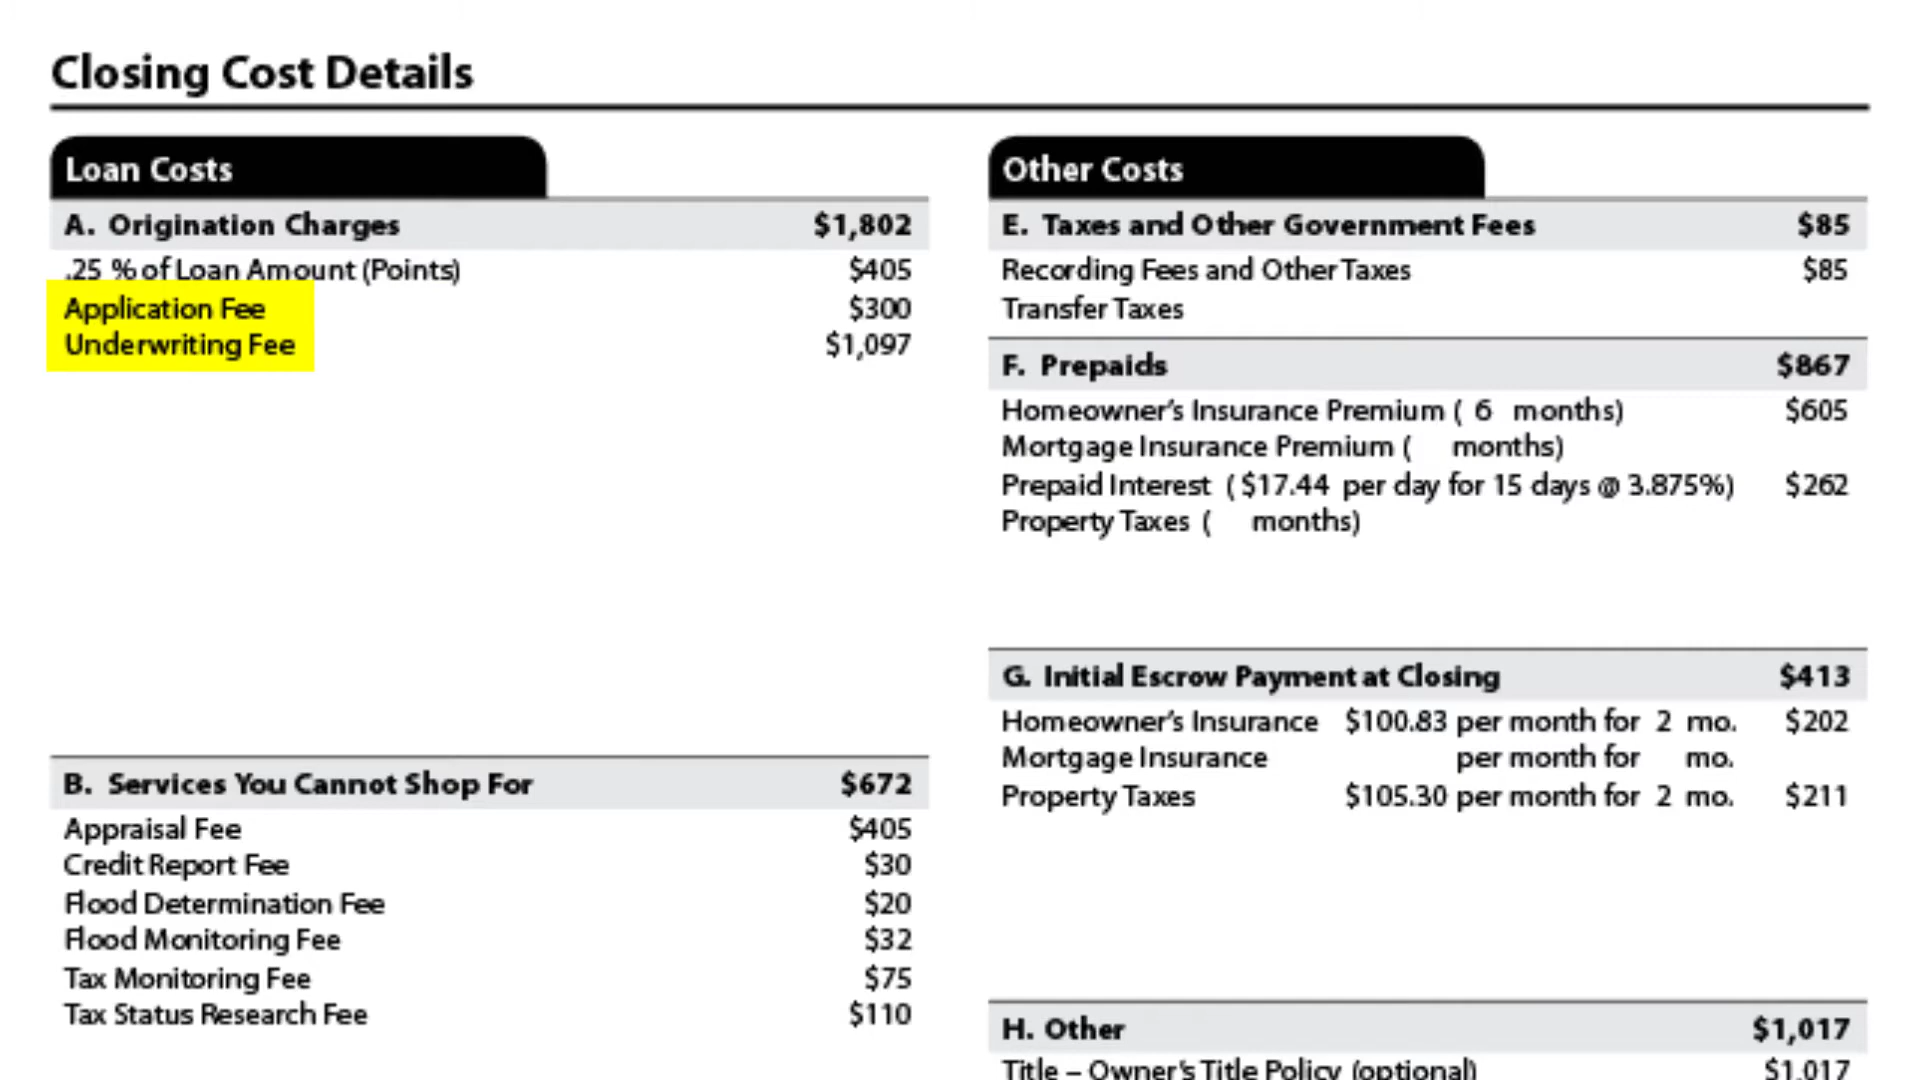 Closing Cost Details
Loan Costs
A. Origination Charges $1,802
.25 % of Loan Amount (Points) $405
Application Fee $300
Underwriting Fee $1,097
B. Services You Cannot Shop For $672
Appraisal Fee $405
Credit Report Fee $30
Flood Determination Fee $20
Flood Monitoring Fee $32
Tax Monitoring Fee $75
Tax Status Research Fee $110
Other Costs
E. Taxes and Other Government Fees $85
Recording Fees and Other Taxes $85
Transfer Taxes
F. Prepaids $867
Homeowner's Insurance Premium ( 6 months) $605
Mortgage Insurance Premium ( months)
Prepaid Interest ( $17.44 per day for 15 days @ 3.875%) $262
Property Taxes ( months)
G. Initial Escrow Payment at Closing $413
Homeowner's Insurance $100.83 per month for 2 mo. $202
Mortgage Insurance per month for mo.
Property Taxes $105.30 per month for 2 mo. $211
H. Other $1,017
Title – Owner's Title Policy (optional) $1,017